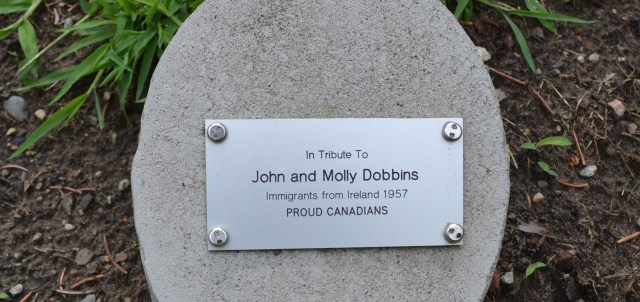 In Tribute To
John and Molly Dobbins
Immigrants from Ireland 1957
PROUD CANADIANS